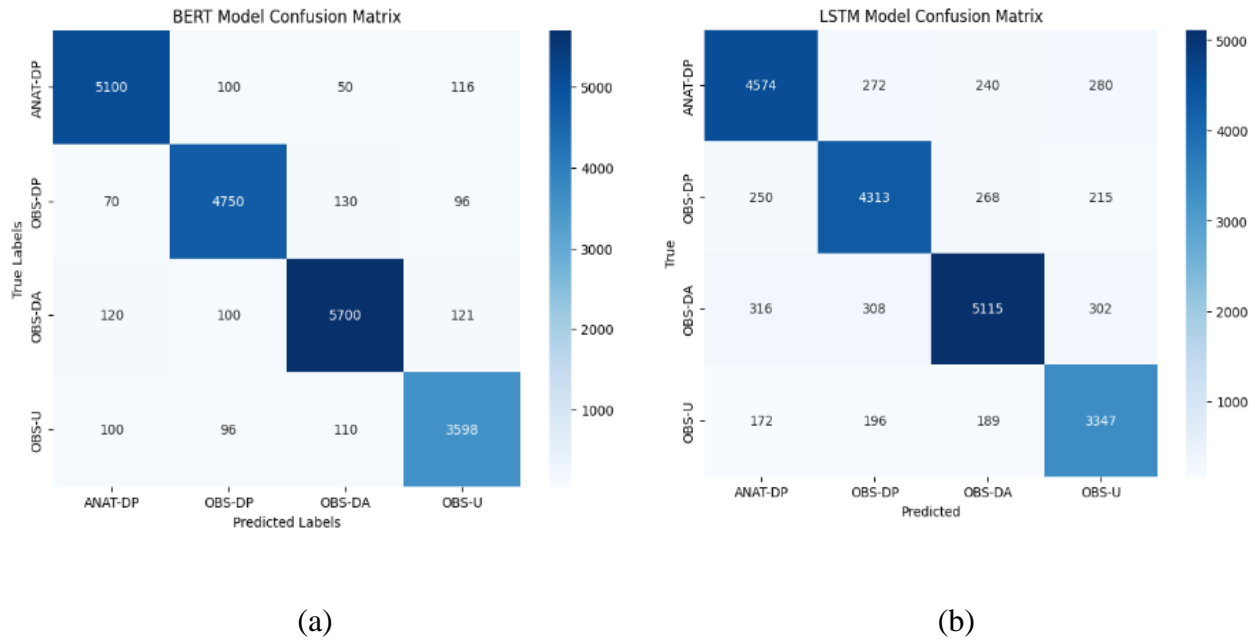 BERT Model Confusion Matrix
ANAT-DP 5100 100 50 116
OBS-DP 70 4750 130 96
OBS-DA 120 100 5700 121
OBS-U 100 96 110 3598
True Labels
ANAT-DP OBS-DP OBS-DA OBS-U
Predicted Labels
5000
4000
3000
2000
1000
(a)
LSTM Model Confusion Matrix
ANAT-DP 4574 272 240 280
OBS-DP 250 4313 268 215
OBS-DA 316 308 5115 302
OBS-U 172 196 189 3347
True
ANAT-DP OBS-DP OBS-DA OBS-U
Predicted
5000
4000
3000
2000
1000
(b)